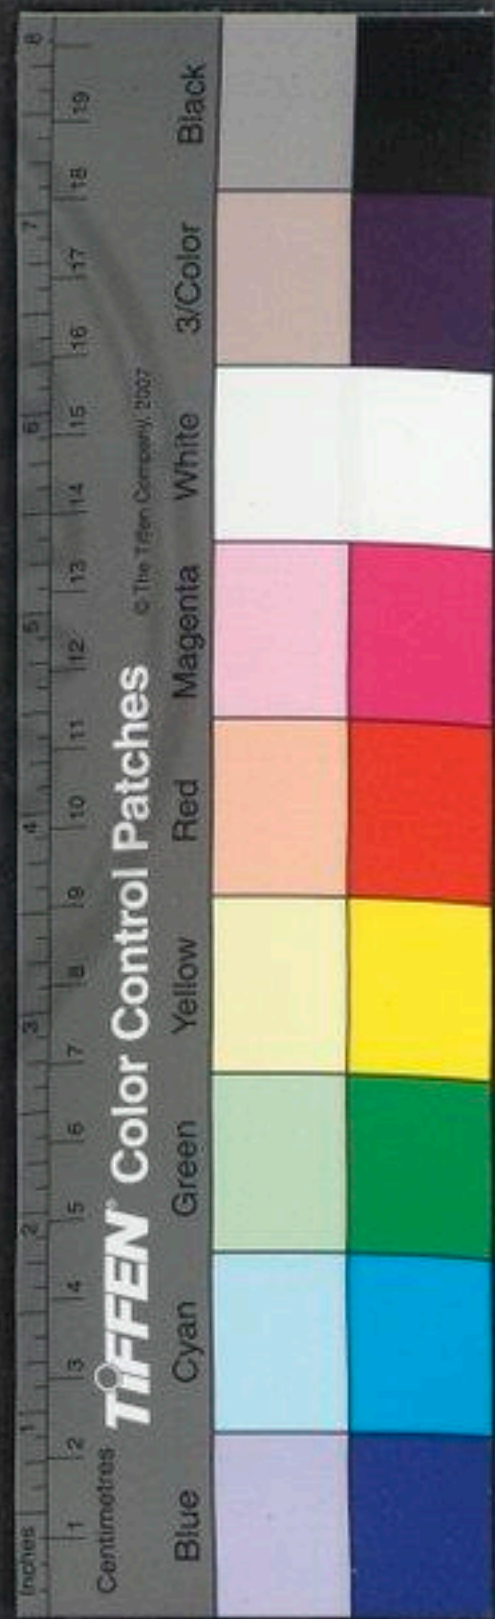 Inches 1 2 3 4 5 6 7 8
Centimetres 1 2 3 4 5 6 7 8 9 10 11 12 13 14 15 16 17 18 19
TIFFEN® Color Control Patches © The Tiffen Company, 2007
Blue Cyan Green Yellow Red Magenta White 3/Color Black